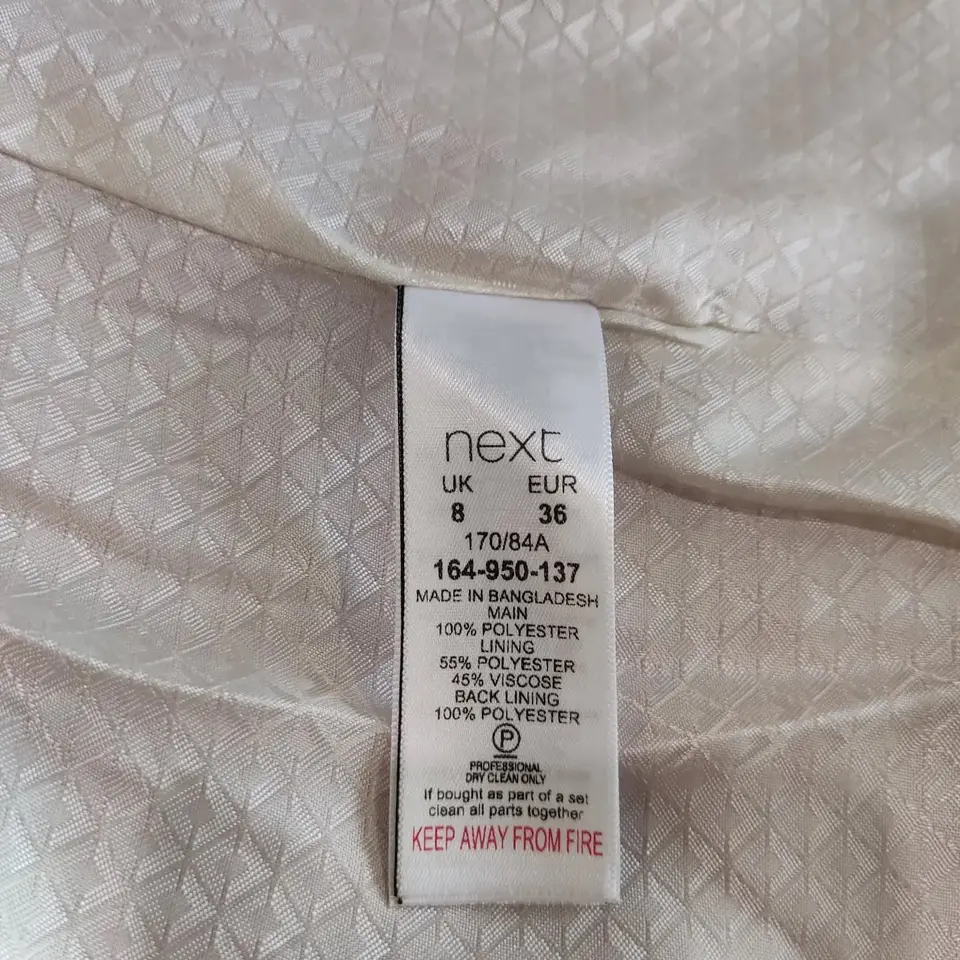 next
UK EUR
8 36
170/84A
164-950-137
MADE IN BANGLADESH
MAIN
100% POLYESTER
LINING
55% POLYESTER
45% VISCOSE
BACK LINING
100% POLYESTER
P
PROFESSIONAL
DRY CLEAN ONLY
If bought as part of a set
clean all parts together
KEEP AWAY FROM FIRE